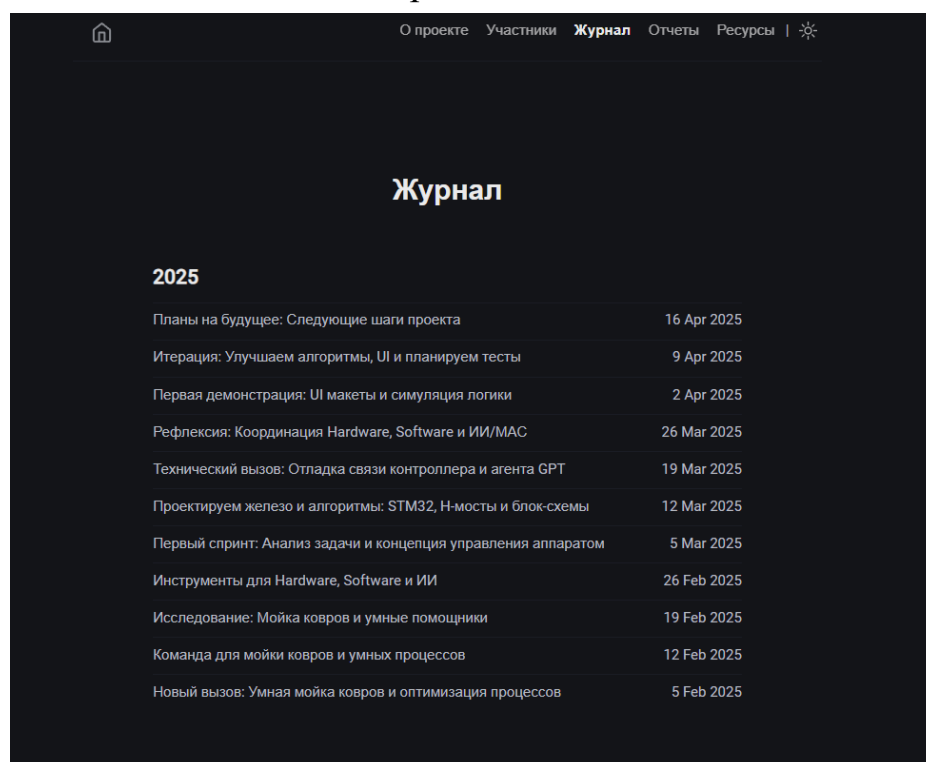 О проекте Участники Журнал Отчеты Ресурсы |
Журнал
2025
Планы на будущее: Следующие шаги проекта 16 Apr 2025
Итерация: Улучшаем алгоритмы, UI и планируем тесты 9 Apr 2025
Первая демонстрация: UI макеты и симуляция логики 2 Apr 2025
Рефлексия: Координация Hardware, Software и ИИ/МАС 26 Mar 2025
Технический вызов: Отладка связи контроллера и агента GPT 19 Mar 2025
Проектируем железо и алгоритмы: STM32, H-мосты и блок-схемы 12 Mar 2025
Первый спринт: Анализ задачи и концепция управления аппаратом 5 Mar 2025
Инструменты для Hardware, Software и ИИ 26 Feb 2025
Исследование: Мойка ковров и умные помощники 19 Feb 2025
Команда для мойки ковров и умных процессов 12 Feb 2025
Новый вызов: Умная мойка ковров и оптимизация процессов 5 Feb 2025